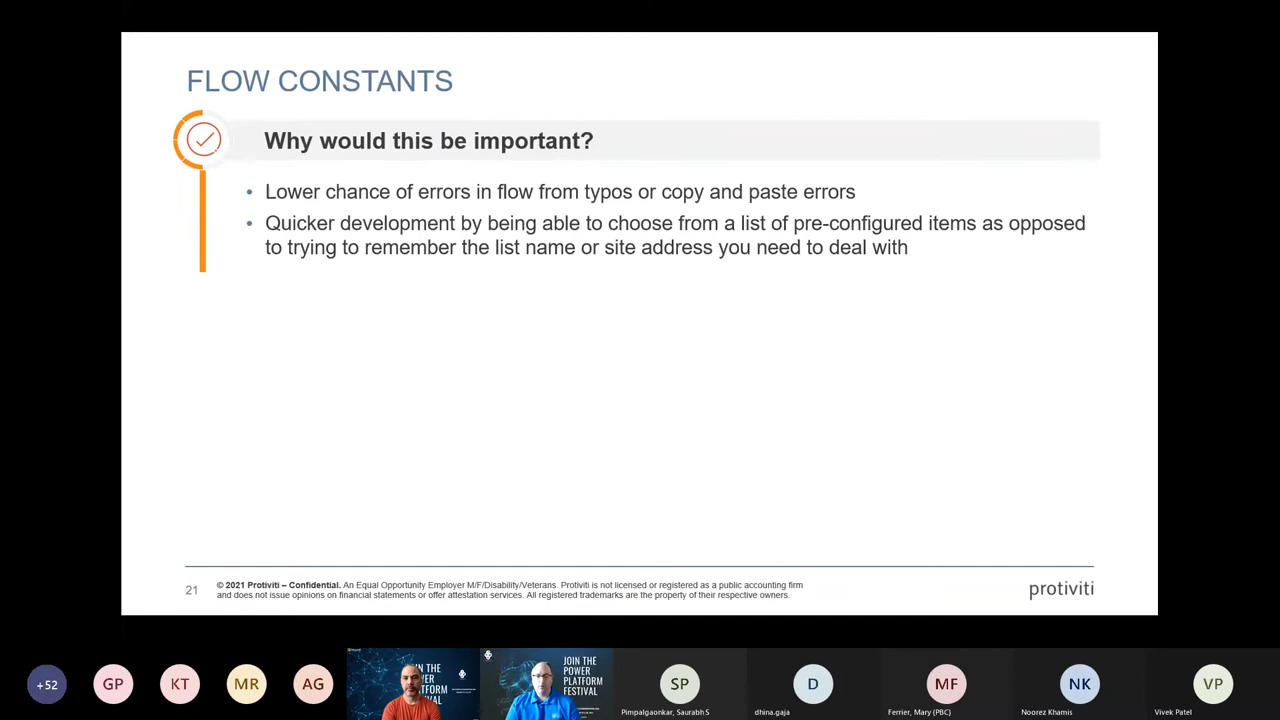 FLOW CONSTANTS
Why would this be important?
• Lower chance of errors in flow from typos or copy and paste errors
• Quicker development by being able to choose from a list of pre-configured items as opposed
to trying to remember the list name or site address you need to deal with
21
© 2021 Protiviti – Confidential. An Equal Opportunity Employer M/F/Disability/Veterans. Protiviti is not licensed or registered as a public accounting firm
and does not issue opinions on financial statements or offer attestation services. All registered trademarks are the property of their respective owners.
protiviti
+52
GP
KT
MR
AG
JOIN THE
POWER
PLATFORM
FESTIVAL
SP
D
MF
NK
VP
Pimpalgaonkar, Saurabh S
dhina.gaja
Ferrier, Mary (PBC)
Noorez Khamis
Vivek Patel